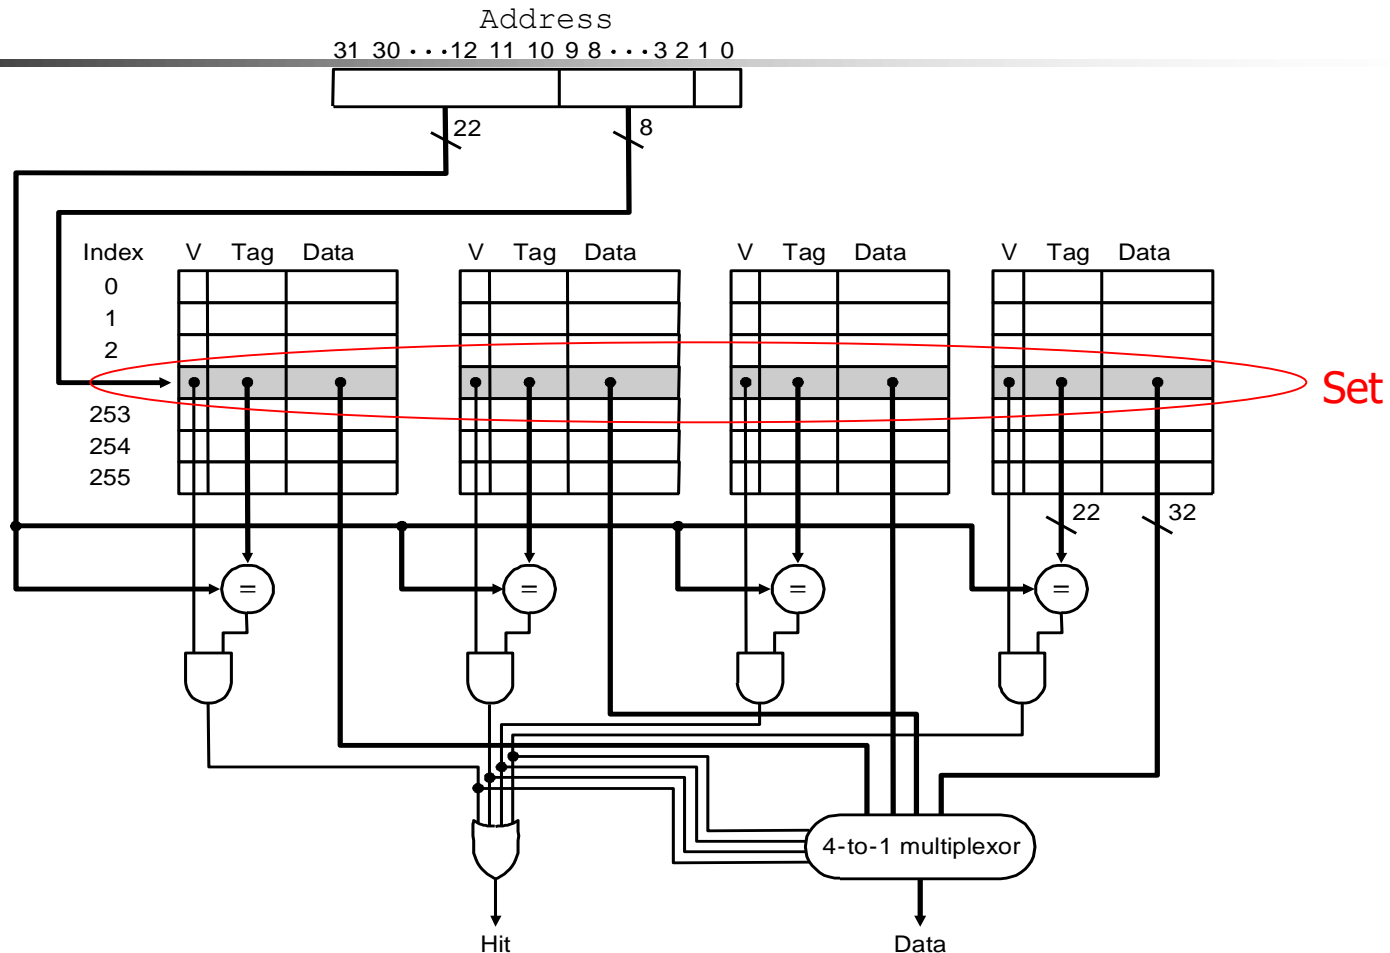 Address
31 30 ···12 11 10 9 8 ···3 2 1 0
22 8
Index V Tag Data V Tag Data V Tag Data V Tag Data
0
1
2
Set
253
254
255
22 32
= = = =
4-to-1 multiplexor
Hit Data